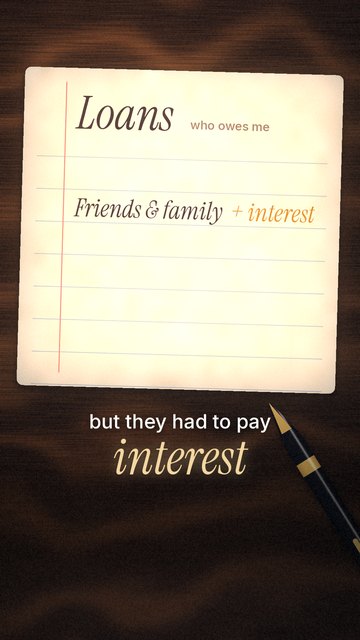 Loans who owes me
Friends & family + interest
but they had to pay
interest